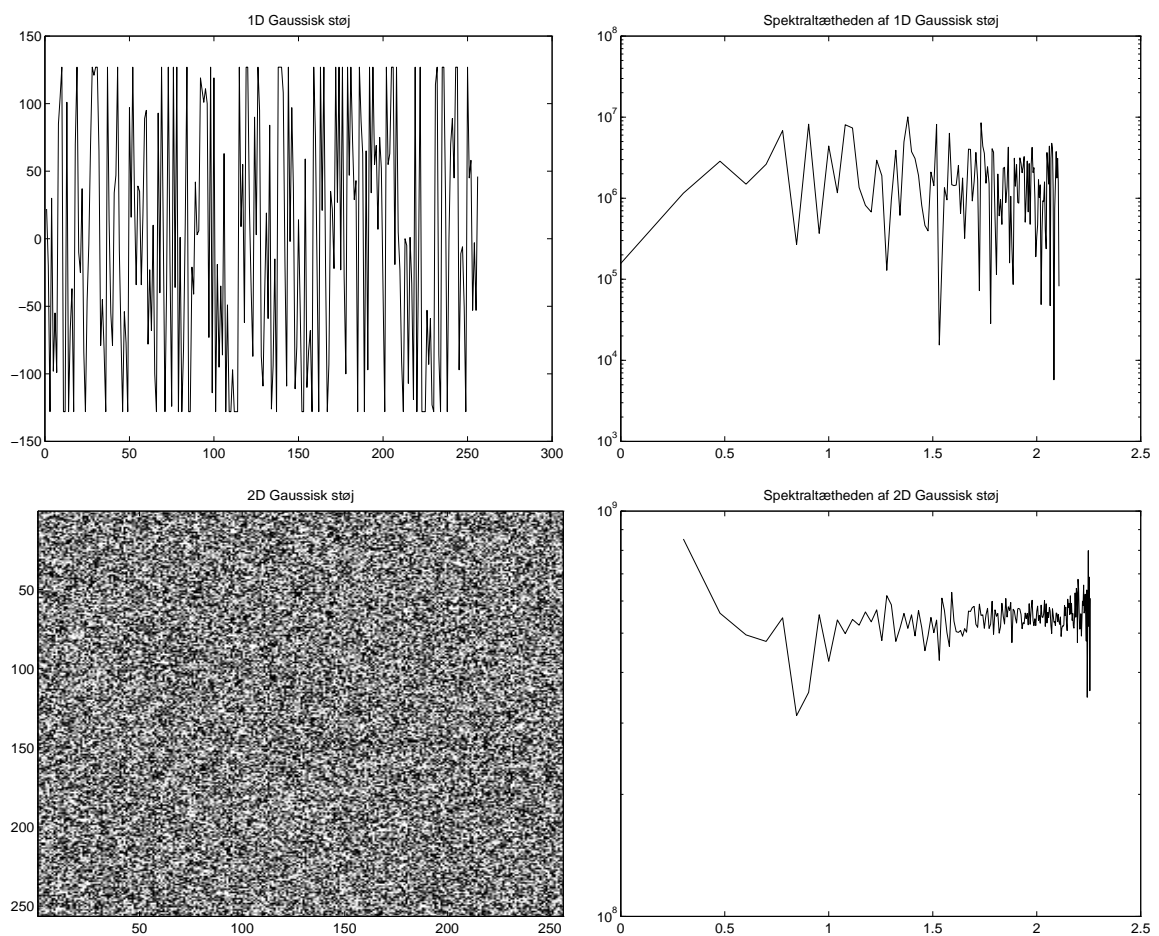 1D Gaussisk støj
150
100
50
0
−50
−100
−150
0 50 100 150 200 250 300
Spektraltætheden af 1D Gaussisk støj
10^8
10^7
10^6
10^5
10^4
10^3
0 0.5 1 1.5 2 2.5
2D Gaussisk støj
50
100
150
200
250
50 100 150 200 250
Spektraltætheden af 2D Gaussisk støj
10^9
10^8
0 0.5 1 1.5 2 2.5